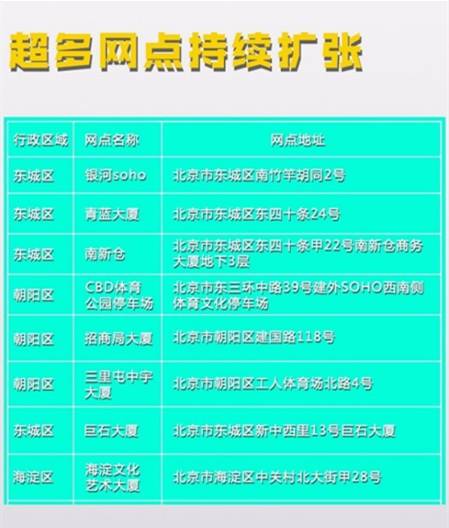 超多网点持续扩张
行政区域 网点名称 网点地址
东城区 银河soho 北京市东城区南竹竿胡同2号
东城区 青蓝大厦 北京市东城区东四十条24号
东城区 南新仓 北京市东城区东四十条甲22号南新仓商务
大厦地下3层
朝阳区 CBD体育
公园停车场 北京市东三环中路39号建外SOHO西南侧
体育文化停车场
朝阳区 招商局大厦 北京市朝阳区建国路118号
朝阳区 三里屯中宇
大厦 北京市朝阳区工人体育场北路4号
东城区 巨石大厦 北京市东城区新中西里13号巨石大厦
海淀区 海淀文化
艺术大厦 北京市海淀区中关村北大街甲28号